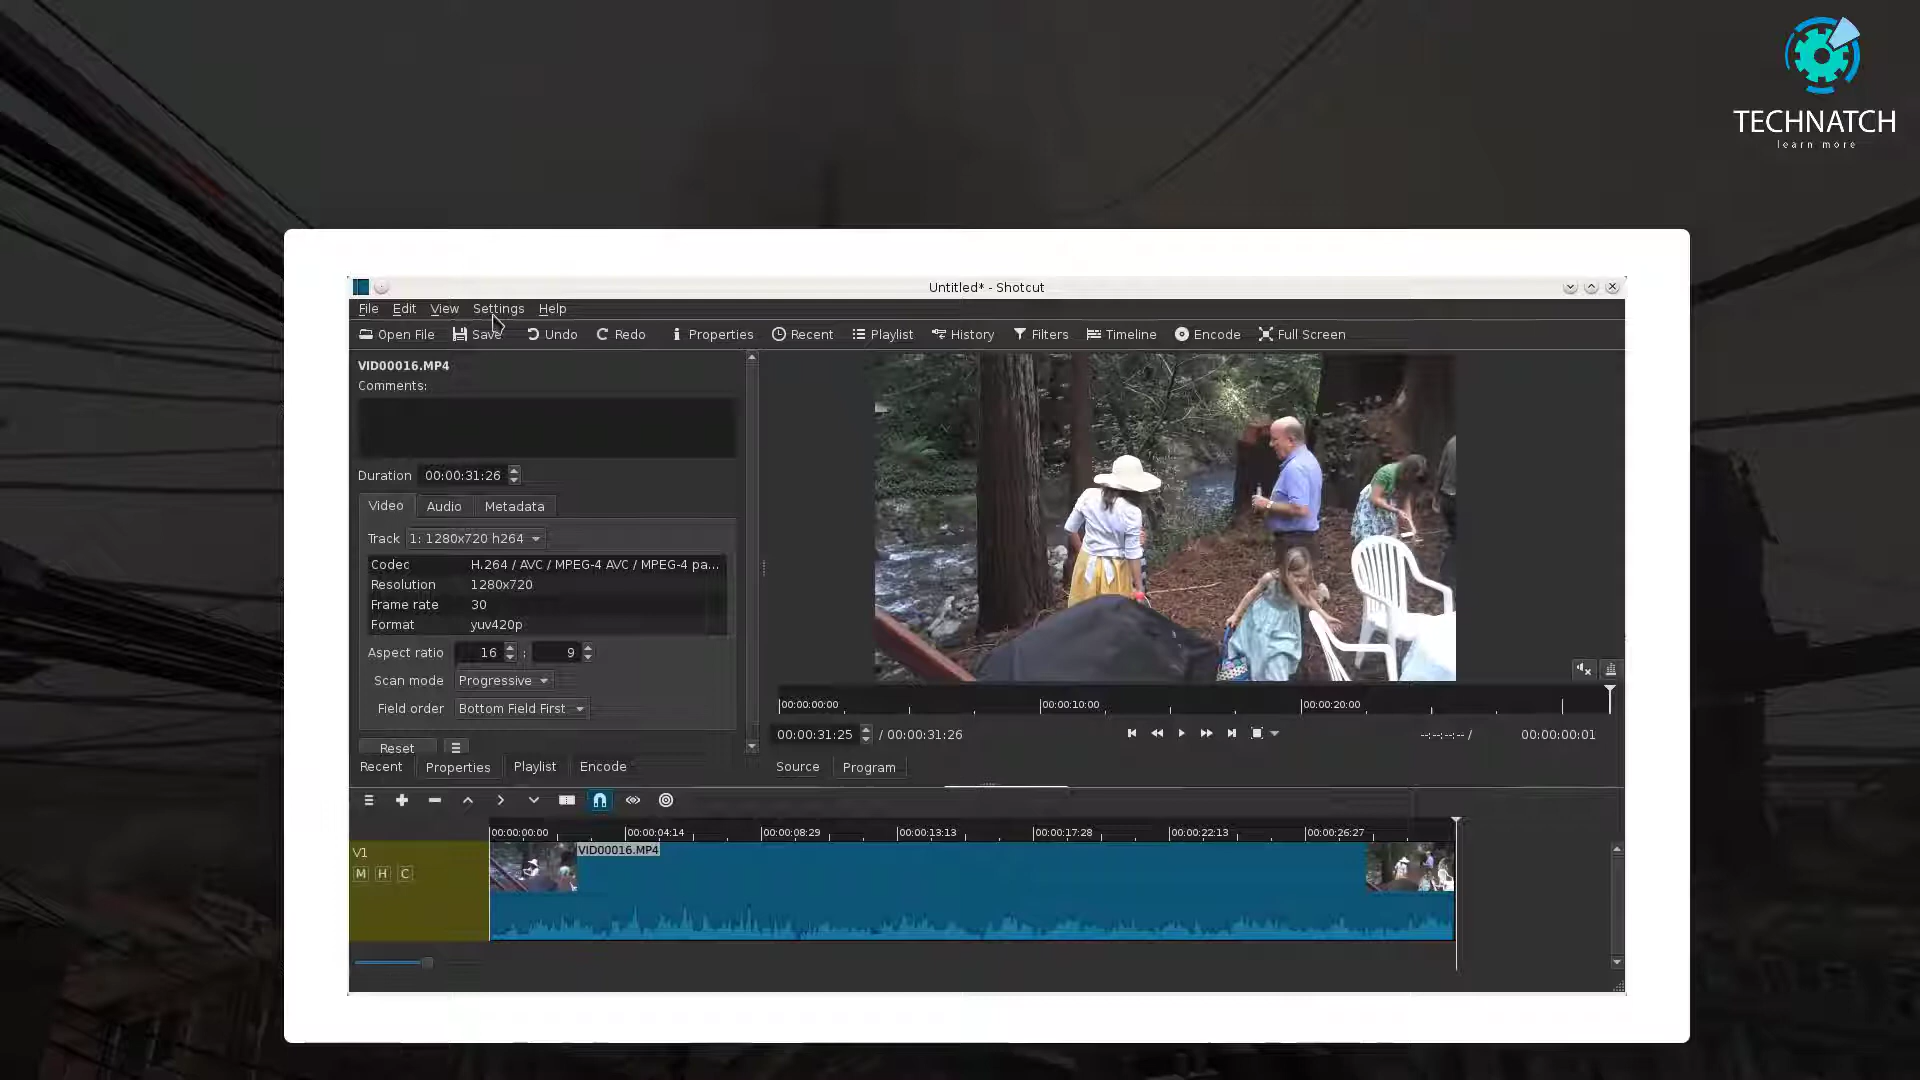 TECHNATCH
learn more
Untitled* - Shotcut
File Edit View Settings Help
Open File Save Undo Redo Properties Recent Playlist History Filters Timeline Encode Full Screen
VID00016.MP4
Comments:
Duration 00:00:31:26
Video Audio Metadata
Track 1: 1280x720 h264
Codec H.264 / AVC / MPEG-4 AVC / MPEG-4 pa...
Resolution 1280x720
Frame rate 30
Format yuv420p
Aspect ratio 16 : 9
Scan mode Progressive
Field order Bottom Field First
Reset
00:00:00:00 00:00:10:00 00:00:20:00
00:00:31:25 / 00:00:31:26 --:--:--:-- / 00:00:00:01
Recent Properties Playlist Encode
Source Program
00:00:00:00 00:00:04:14 00:00:08:29 00:00:13:13 00:00:17:28 00:00:22:13 00:00:26:27
V1
VID00016.MP4
M H C